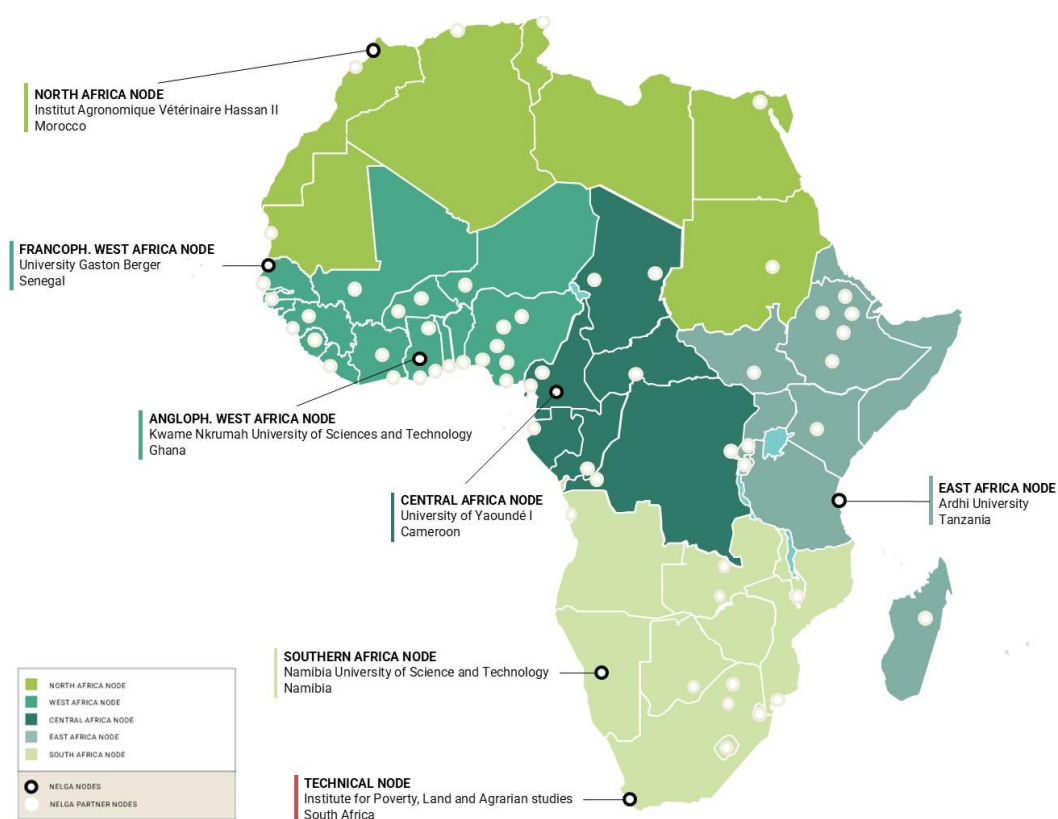 NORTH AFRICA NODE
Institut Agronomique Vétérinaire Hassan II
Morocco
FRANCOPH. WEST AFRICA NODE
University Gaston Berger
Senegal
ANGLOPH. WEST AFRICA NODE
Kwame Nkrumah University of Sciences and Technology
Ghana
CENTRAL AFRICA NODE
University of Yaoundé I
Cameroon
EAST AFRICA NODE
Ardhi University
Tanzania
SOUTHERN AFRICA NODE
Namibia University of Science and Technology
Namibia
TECHNICAL NODE
Institute for Poverty, Land and Agrarian studies
South Africa
NORTH AFRICA NODE
WEST AFRICA NODE
CENTRAL AFRICA NODE
EAST AFRICA NODE
SOUTH AFRICA NODE
NELGA NODES
NELGA PARTNER NODES